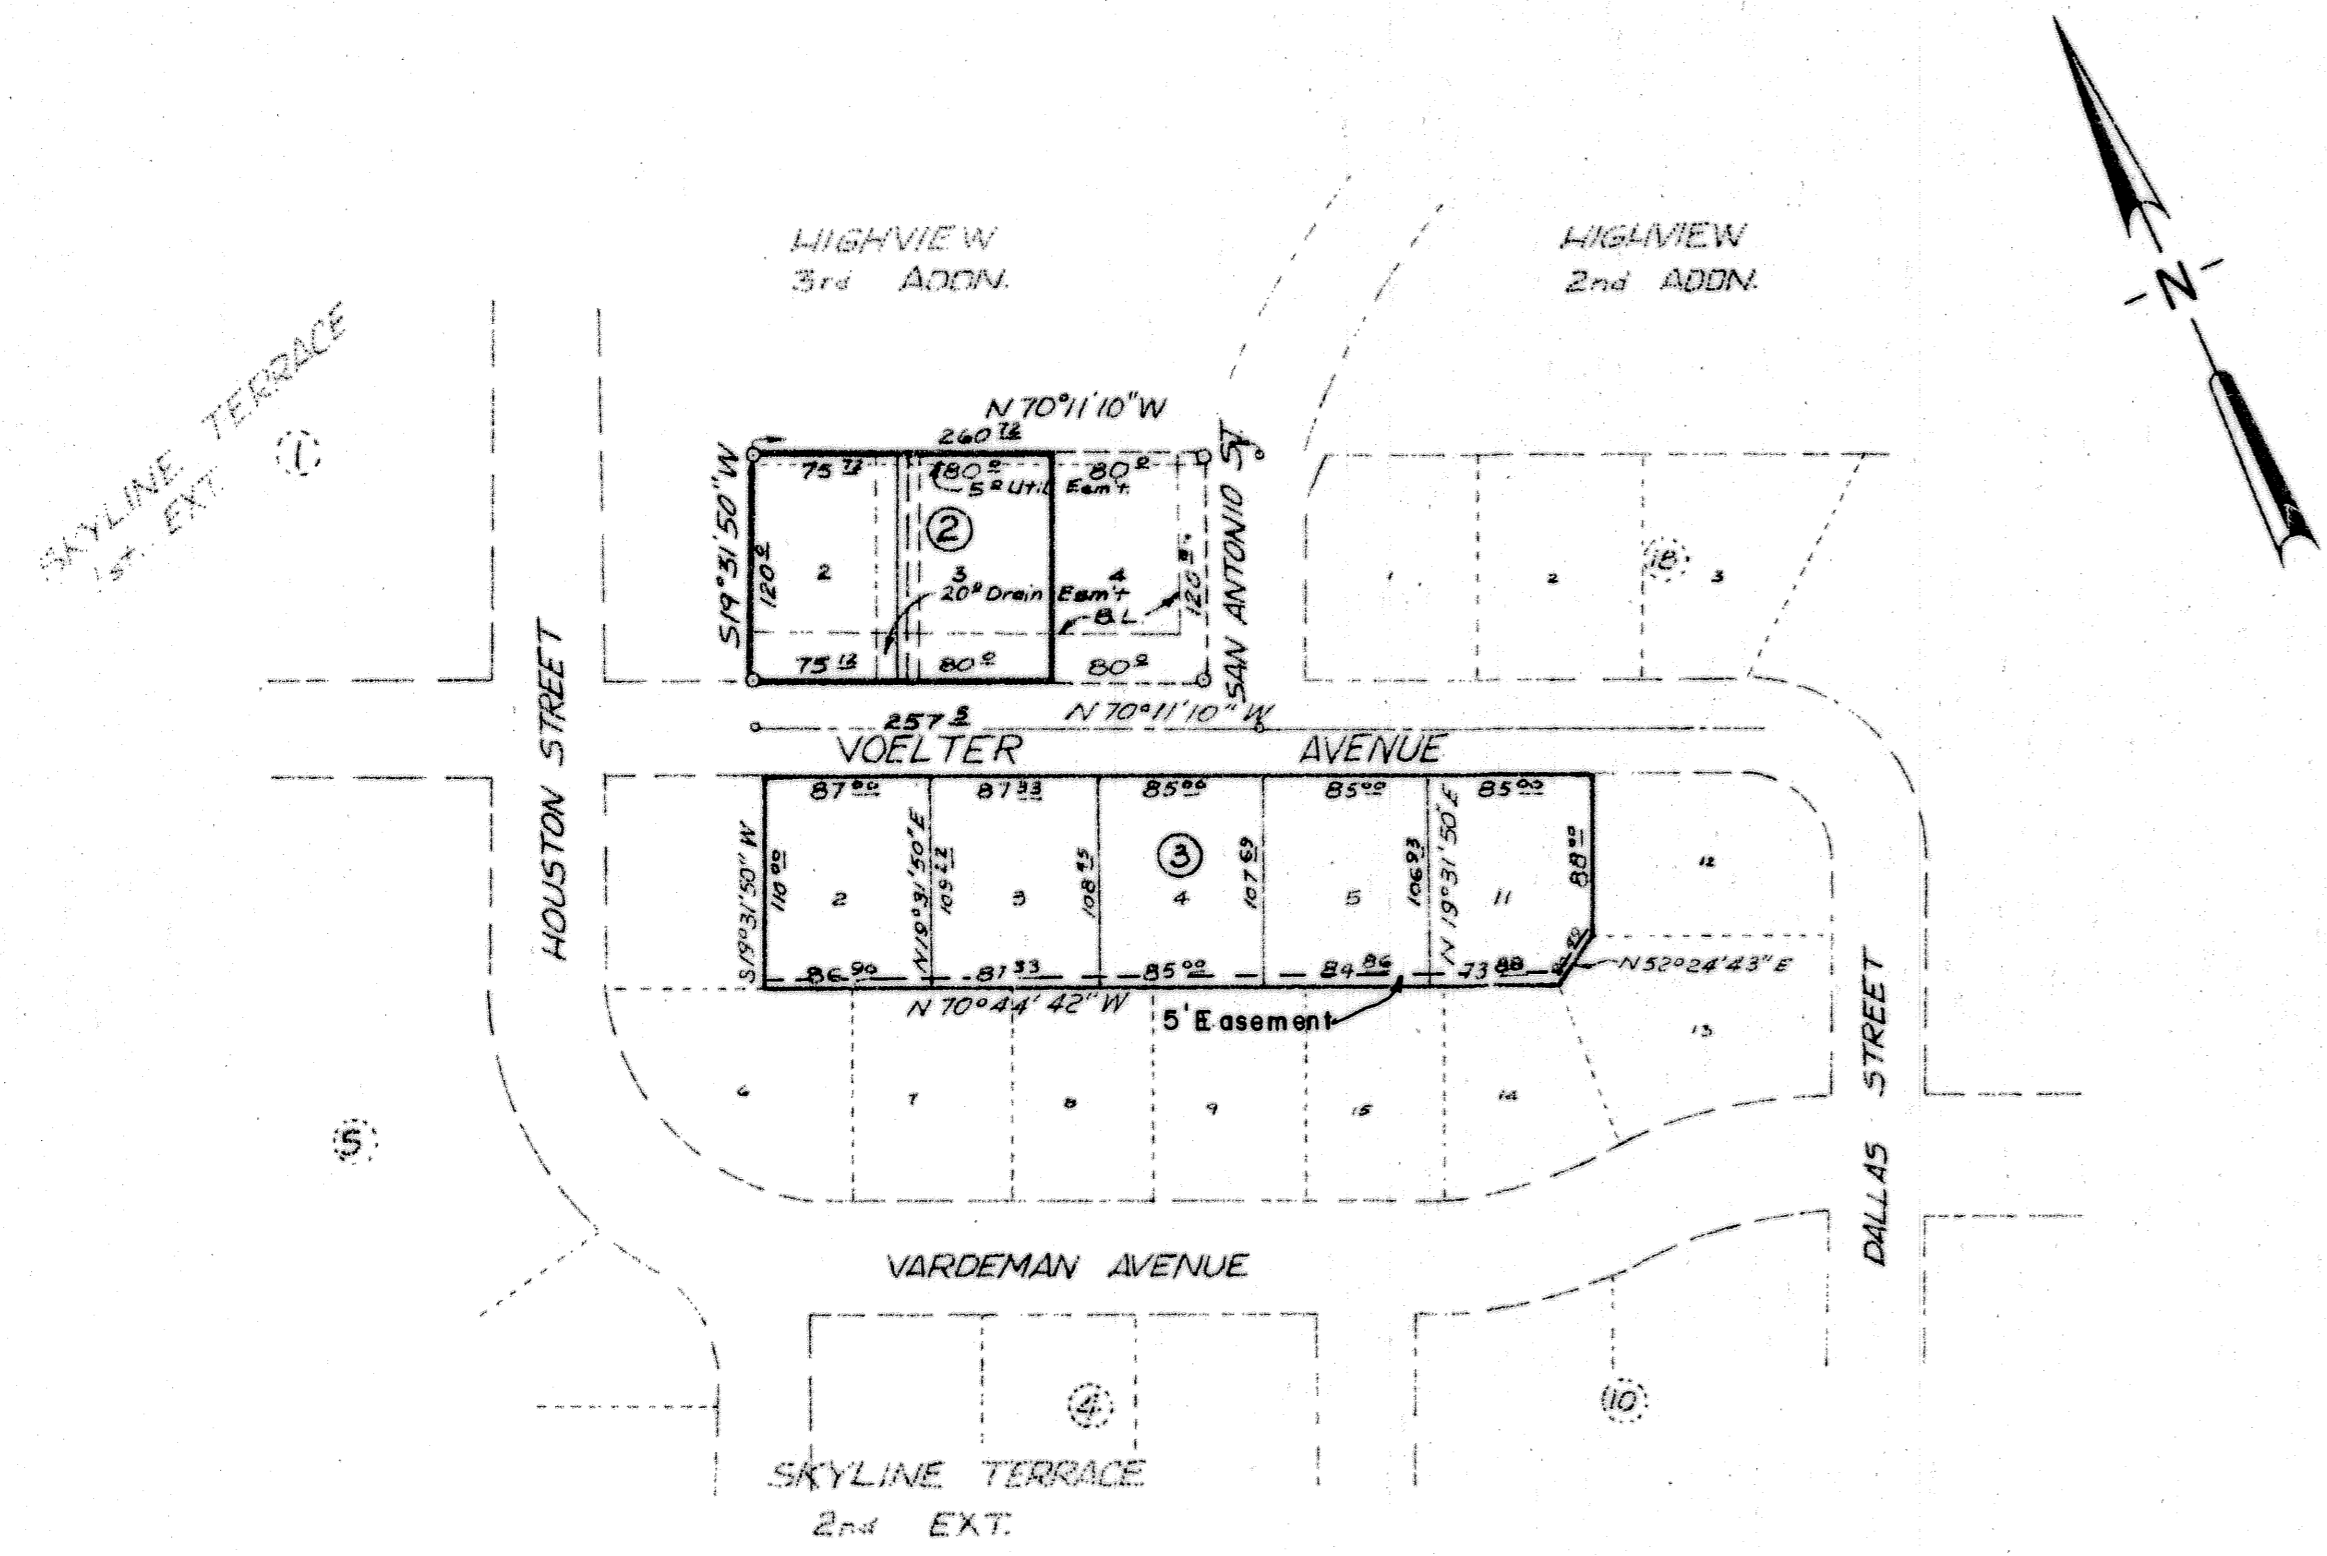 HIGHVIEW
3rd ADDN.
HIGHVIEW
2nd ADDN.
N
SKYLINE TERRACE
1st. EXT.
1
N 70°11'10" W
260 72
S19°31'50" W
75 72
80 0
80 0
5 0 Util Esm't.
2
120 0
2
3
4
20 0 Drain Esm't
B.L.
120
75 12
80 0
80 0
SAN ANTONIO ST.
18
1
2
3
HOUSTON STREET
257 5
N 70°11'10" W
VOELTER AVENUE
87 00
87 33
85 00
85 00
85 00
S19°31'50" W
110 00
N19°31'50"E
109 22
108 45
3
107 69
106 93
N 19°31'50"E
88 00
2
3
4
5
11
12
86 90
87 33
85 00
84 86
73 88
N 52°24'43" E
N 70°44'42" W
5' Easement
13
6
7
8
9
15
14
5
DALLAS STREET
VARDEMAN AVENUE
4
10
SKYLINE TERRACE
2nd EXT.